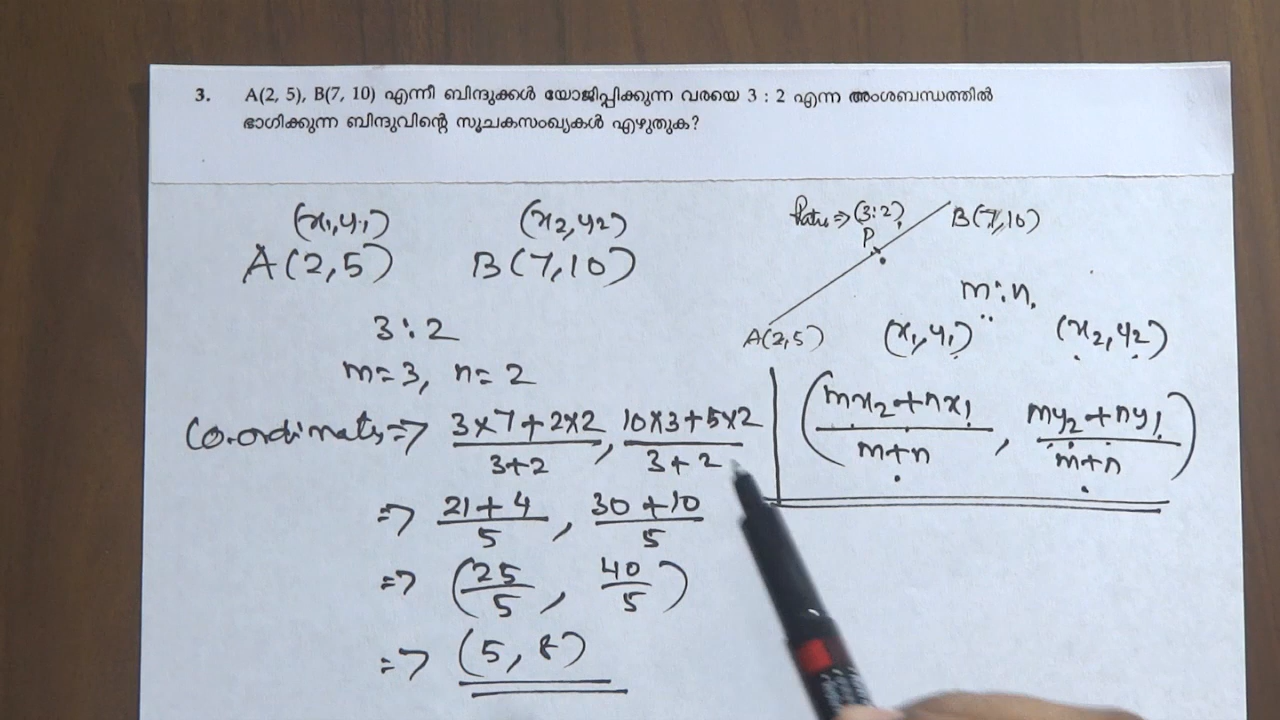 3. A(2, 5), B(7, 10) എന്നീ ബിന്ദുക്കൾ യോജിപ്പിക്കുന്ന വരയെ 3 : 2 എന്ന അംശബന്ധത്തിൽ
ഭാഗിക്കുന്ന ബിന്ദുവിന്റെ സൂചകസംഖ്യകൾ എഴുതുക?
(x₁,y₁) (x₂,y₂)
A(2,5) B(7,10)
3:2
m=3, n=2
Co-ordinates => (3×7+2×2)/(3+2), (10×3+5×2)/(3+2)
=> (21+4)/5, (30+10)/5
=> (25/5, 40/5)
=> (5, 8)
Ratio => (3:2)
P
B(7,10)
A(2,5)
m:n
(x₁,y₁) (x₂,y₂)
((mx₂+nx₁)/(m+n), (my₂+ny₁)/(m+n))